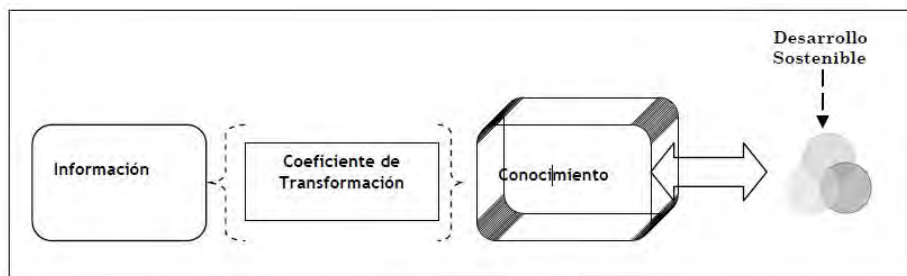 Información
Coeficiente de
Transformación
Conocimiento
Desarrollo
Sostenible